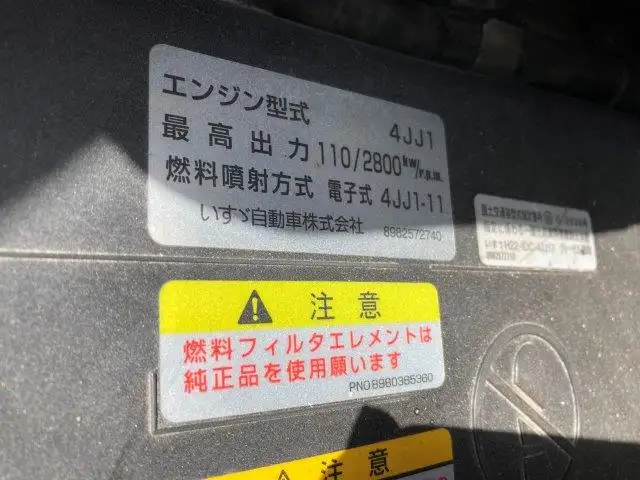 エンジン型式 4JJ1
最高出力 110/2800 kW/r.p.m.
燃料噴射方式 電子式 4JJ1-11
いすゞ自動車株式会社 8982572740
注意
燃料フィルタエレメントは
純正品を使用願います
PNO8980385360
注意